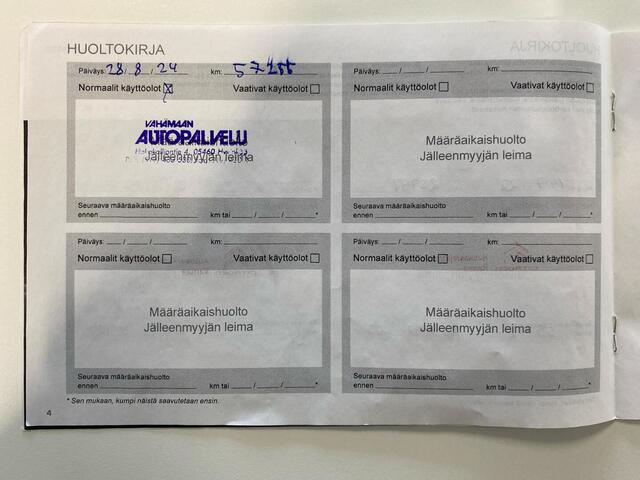 HUOLTOKIRJA
Päiväys: 28 / 8 / 24 km:
Normaalit käyttöolot Vaativat käyttöolot
VÄHÄMAAN
AUTOPALVELU
Jälleenmyyjän leima
Seuraava määräaikaishuolto
ennen km tai / / *
Päiväys: / / km:
Normaalit käyttöolot Vaativat käyttöolot
Määräaikaishuolto
Jälleenmyyjän leima
Seuraava määräaikaishuolto
ennen km tai / / *
Päiväys: / / km:
Normaalit käyttöolot Vaativat käyttöolot
Määräaikaishuolto
Jälleenmyyjän leima
Seuraava määräaikaishuolto
ennen km tai / / *
Päiväys: / / km:
Normaalit käyttöolot Vaativat käyttöolot
Määräaikaishuolto
Jälleenmyyjän leima
Seuraava määräaikaishuolto
ennen km tai / / *
* Sen mukaan, kumpi näistä saavutetaan ensin.
4